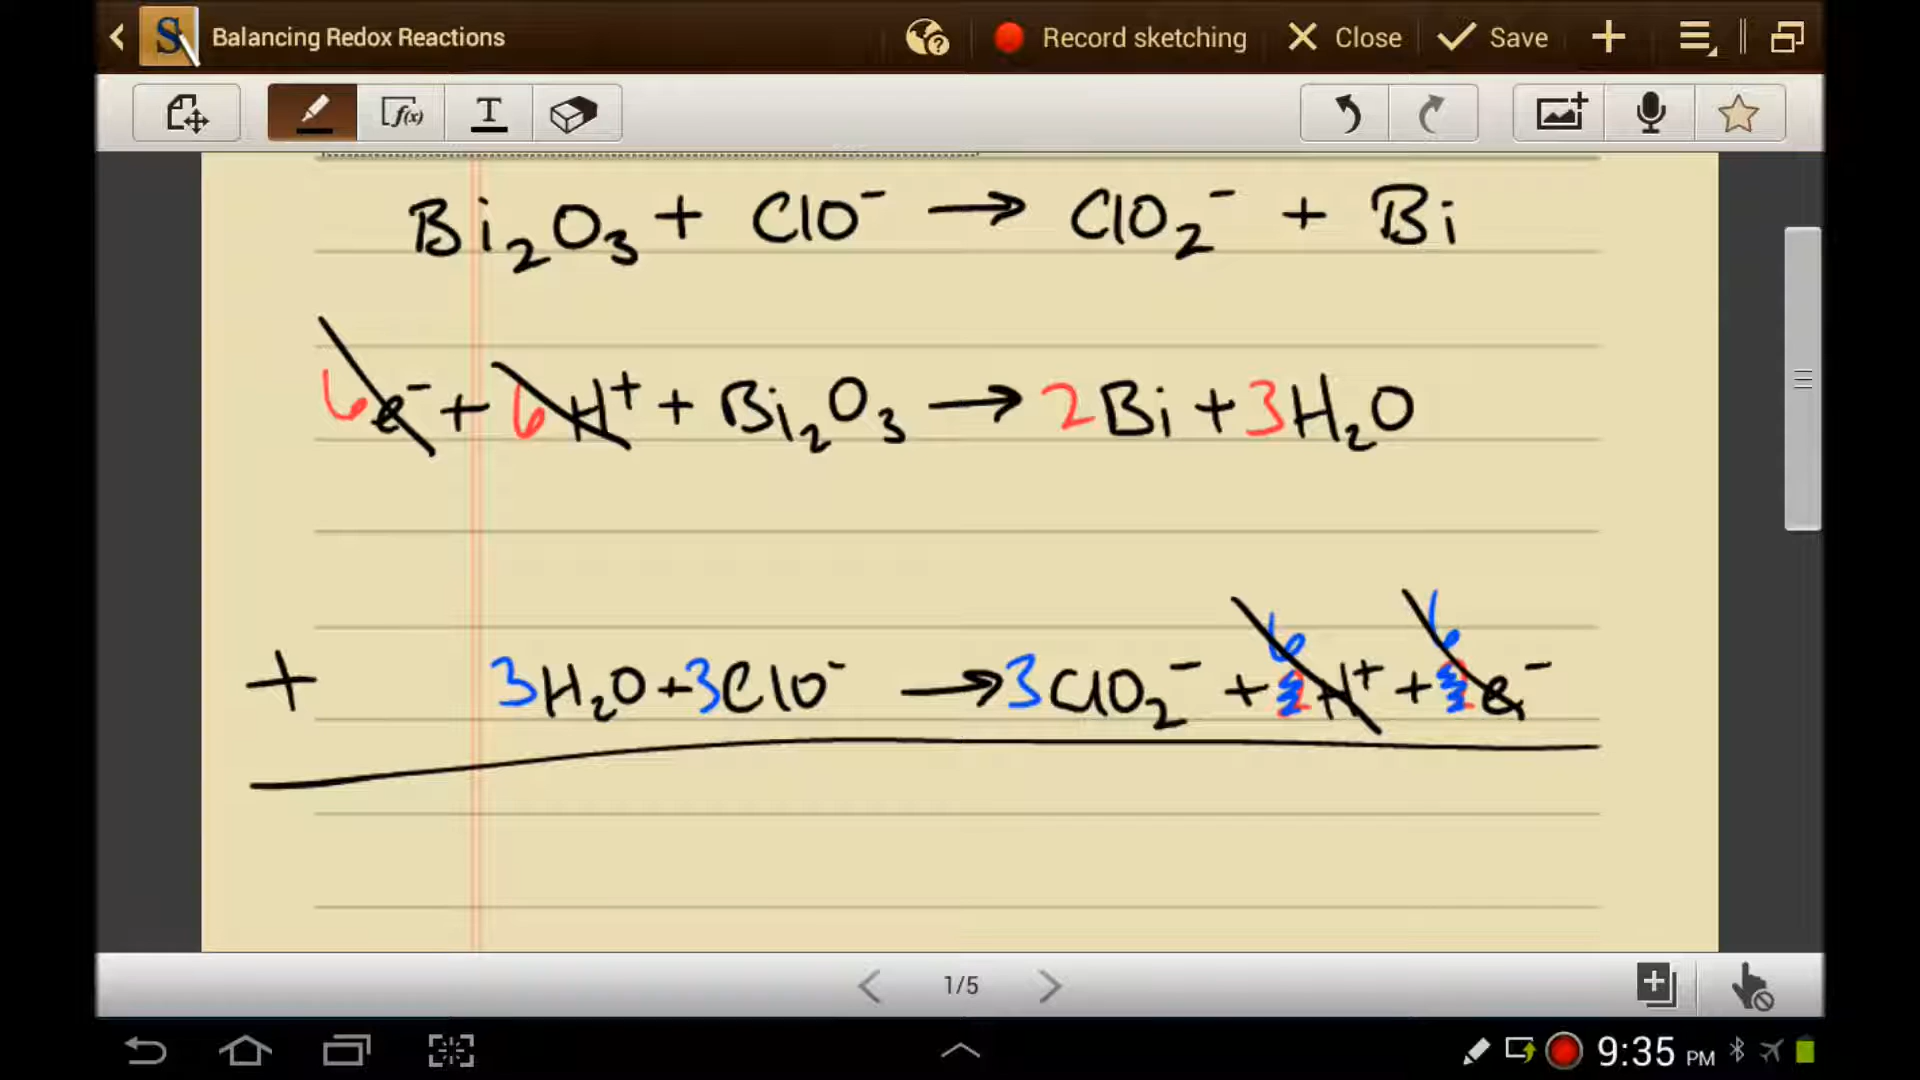 Balancing Redox Reactions
Record sketching
Close
Save
f(x)
T
Bi₂O₃ + ClO⁻ → ClO₂⁻ + Bi
6e⁻ + 6H⁺ + Bi₂O₃ → 2Bi + 3H₂O
+ 3H₂O + 3ClO⁻ → 3ClO₂⁻ + 6H⁺ + 6e⁻
1/5
9:35 PM